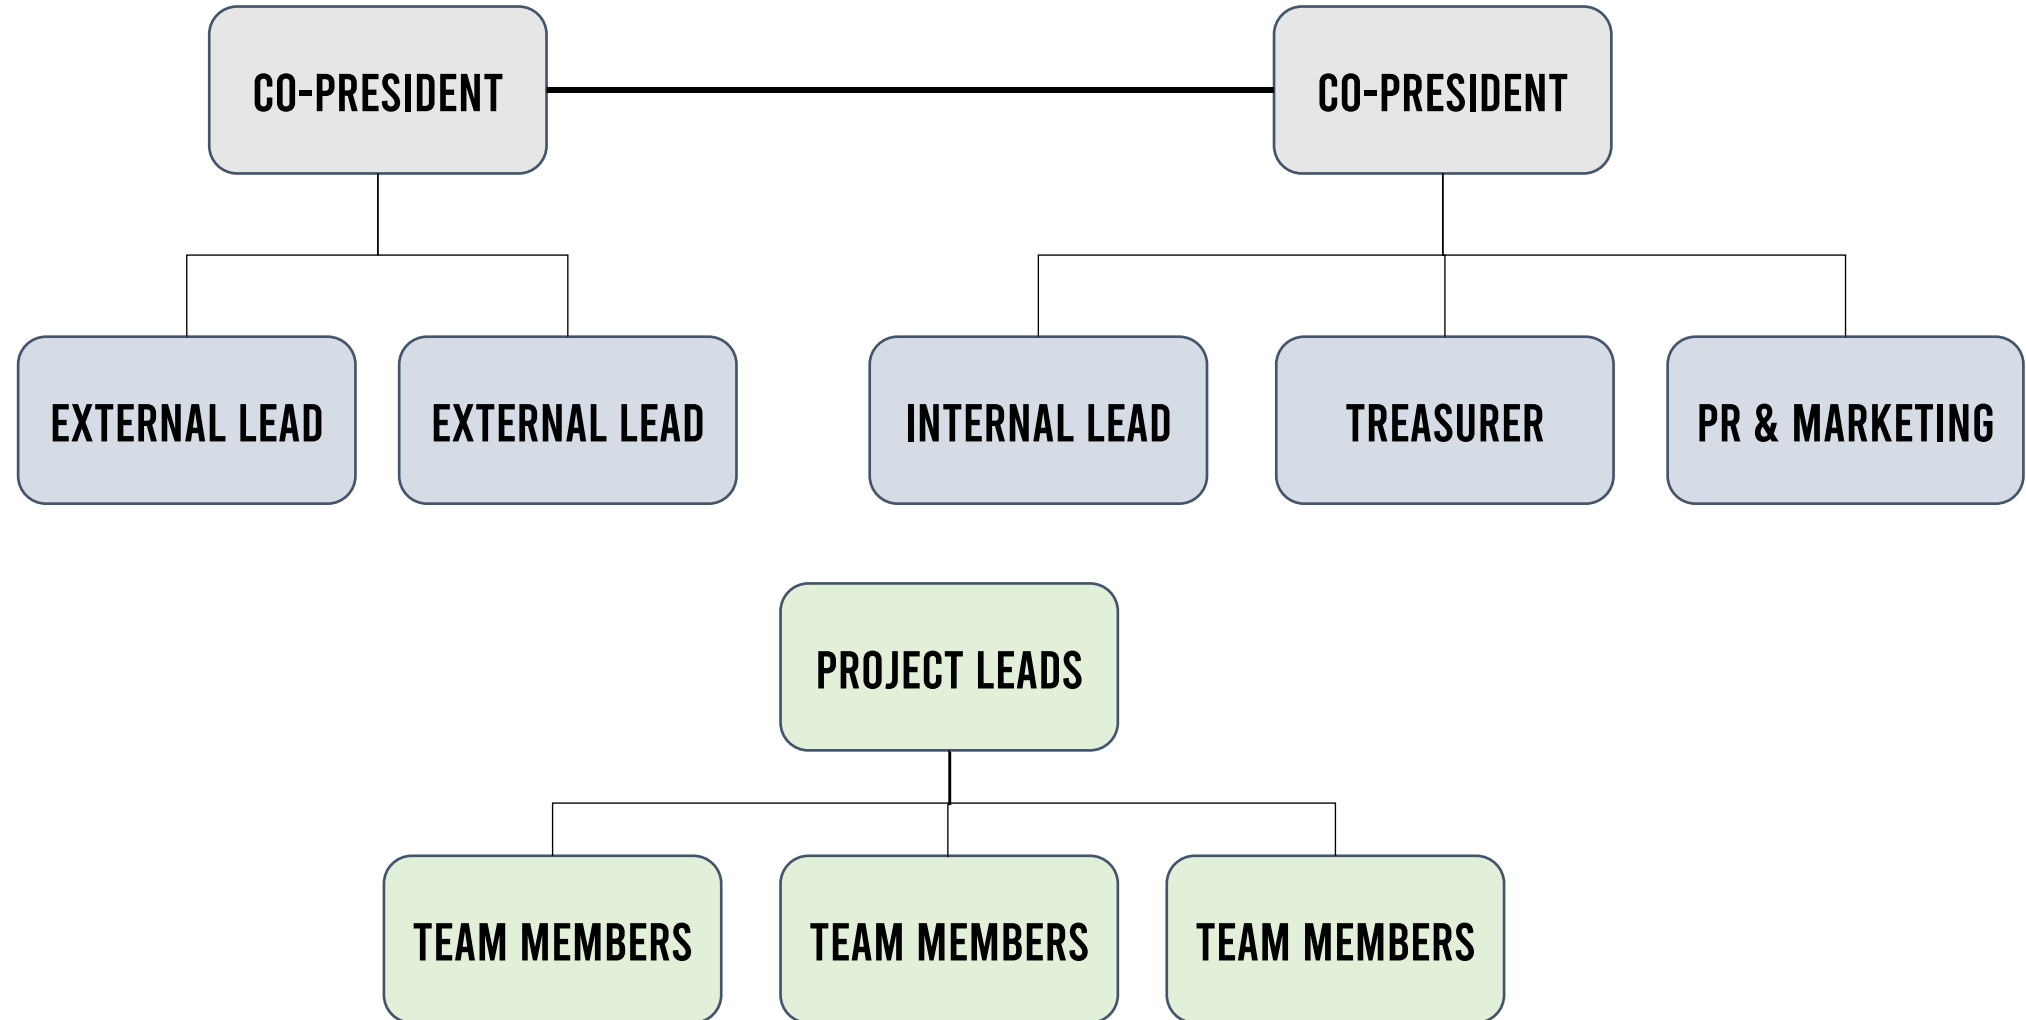 CO-PRESIDENT
CO-PRESIDENT
EXTERNAL LEAD
EXTERNAL LEAD
INTERNAL LEAD
TREASURER
PR & MARKETING
PROJECT LEADS
TEAM MEMBERS
TEAM MEMBERS
TEAM MEMBERS